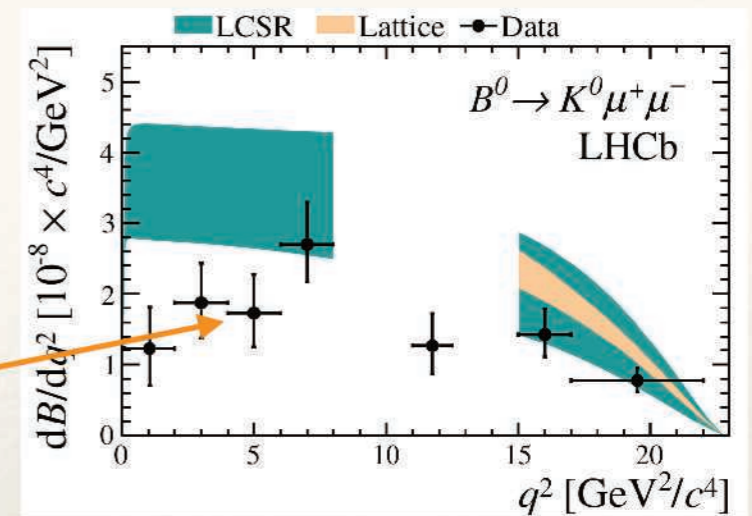 LCSR Lattice Data
B⁰ → K⁰ μ⁺ μ⁻
LHCb
dB/dq² [10⁻⁸ × c⁴/GeV²]
5
4
3
2
1
0
0 5 10 15 20
q² [GeV²/c⁴]